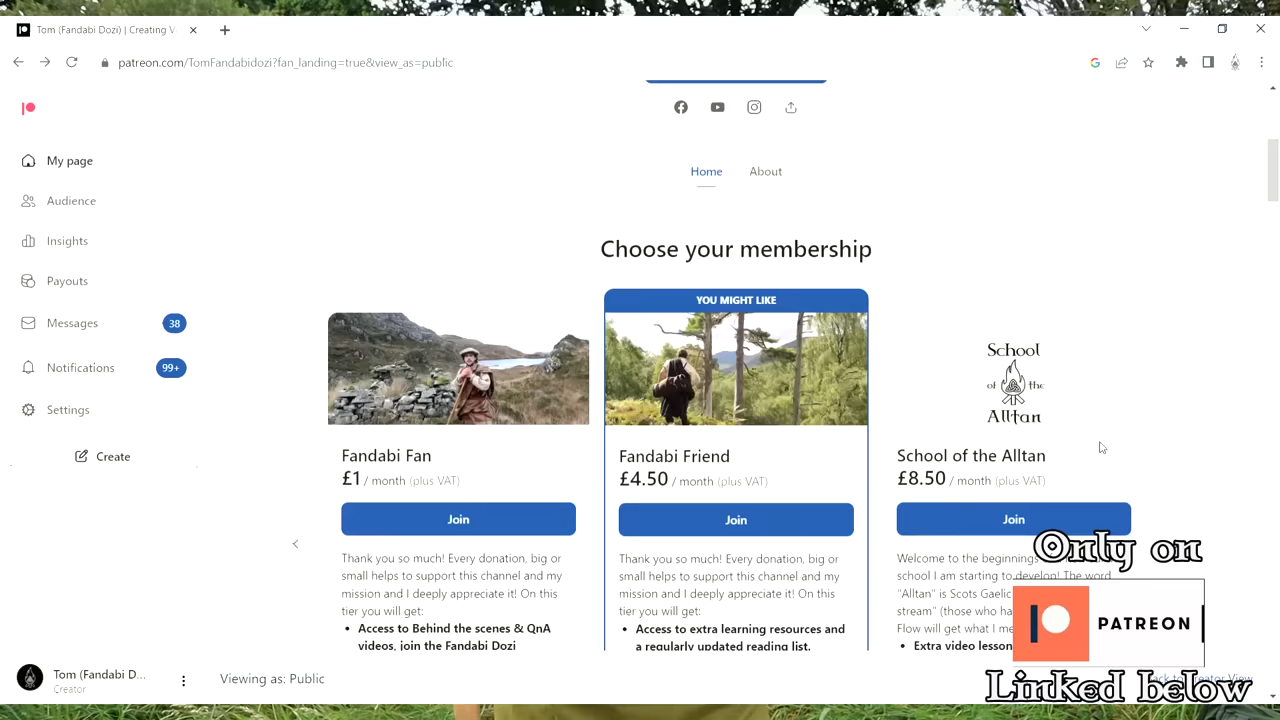 Tom (Fandabi Dozi) | Creating V
patreon.com/TomFandabidozi?fan_landing=true&view_as=public
My page
Audience
Insights
Payouts
Messages 38
Notifications 99+
Settings
Create
Tom (Fandabi D...
Creator
Viewing as: Public
Home About
Choose your membership
Fandabi Fan
£1 / month (plus VAT)
Join
Thank you so much! Every donation, big or
small helps to support this channel and my
mission and I deeply appreciate it! On this
tier you will get:
• Access to Behind the scenes & QnA
videos, join the Fandabi Dozi
YOU MIGHT LIKE
Fandabi Friend
£4.50 / month (plus VAT)
Join
Thank you so much! Every donation, big or
small helps to support this channel and my
mission and I deeply appreciate it! On this
tier you will get:
• Access to extra learning resources and
a regularly updated reading list.
School
of the
Alltan
School of the Alltan
£8.50 / month (plus VAT)
Join
Welcome to the beginnings
school I am starting to develop! The word
"Alltan" is Scots Gaelic
stream" (those who ha
Flow will get what I me
• Extra video lesson
Only on
PATREON
Back to Creator View
Linked below